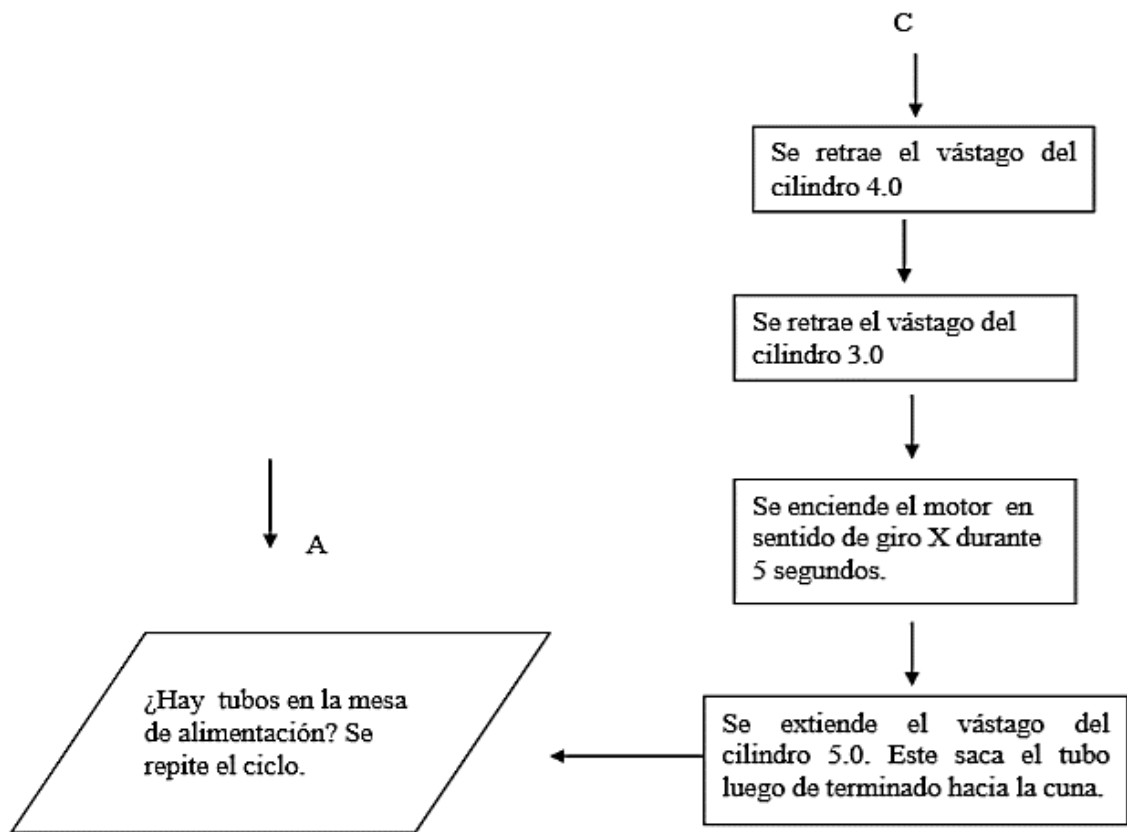 C
Se retrae el vástago del
cilindro 4.0
Se retrae el vástago del
cilindro 3.0
Se enciende el motor en
sentido de giro X durante
5 segundos.
A
¿Hay tubos en la mesa
de alimentación? Se
repite el ciclo.
Se extiende el vástago del
cilindro 5.0. Este saca el tubo
luego de terminado hacia la cuna.